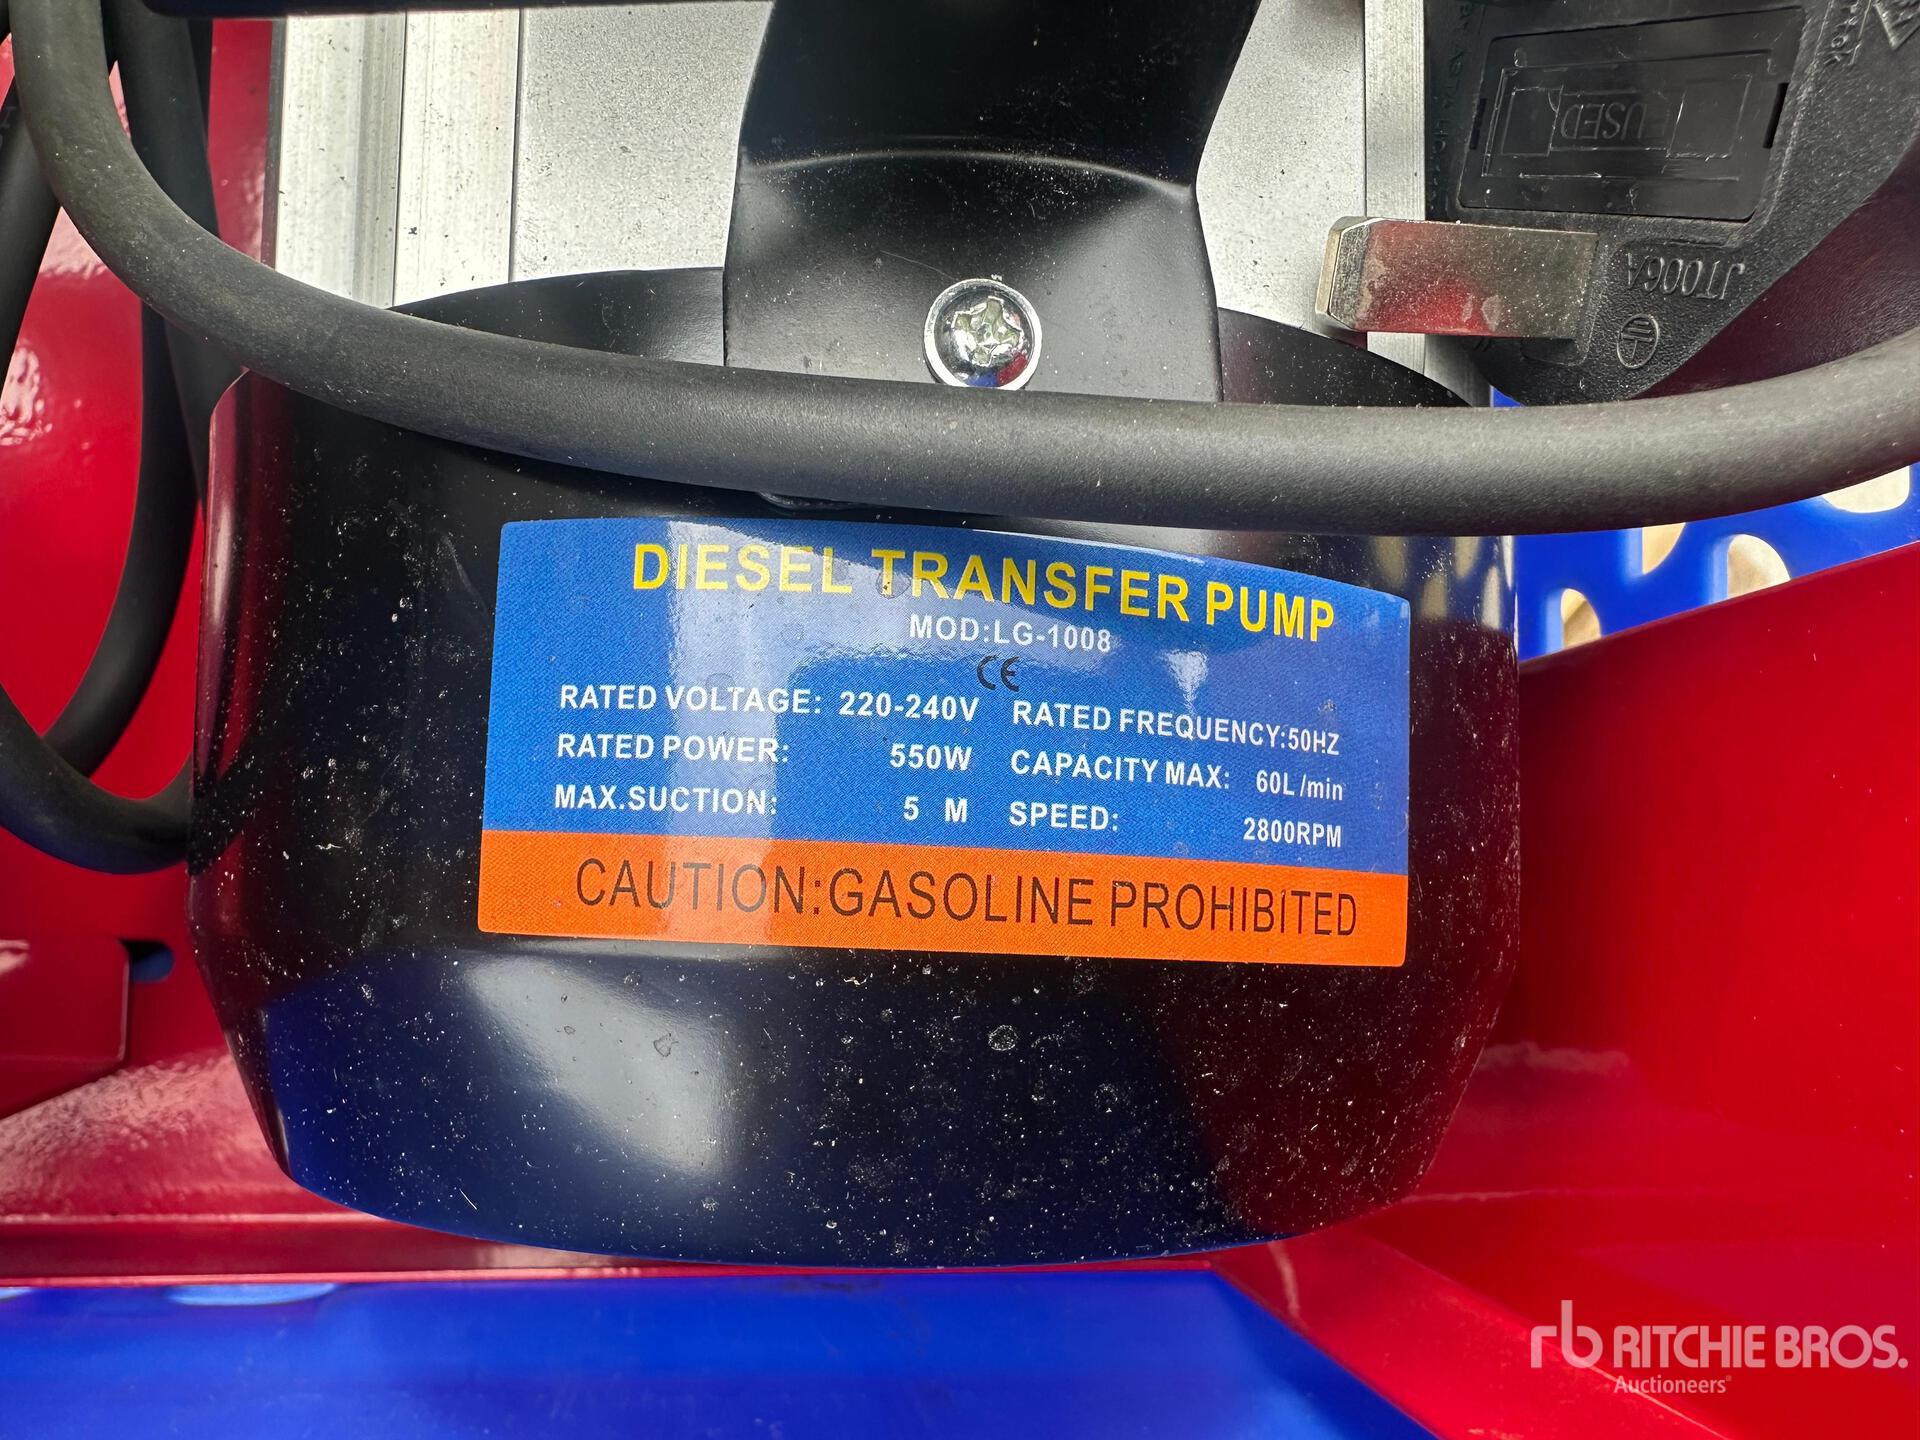 FUSED
JT006A
DIESEL TRANSFER PUMP
MOD:LG-1008
CE
RATED VOLTAGE: 220-240V RATED FREQUENCY:50HZ
RATED POWER: 550W CAPACITY MAX: 60L/min
MAX.SUCTION: 5 M SPEED: 2800RPM
CAUTION:GASOLINE PROHIBITED
rb RITCHIE BROS.
Auctioneers